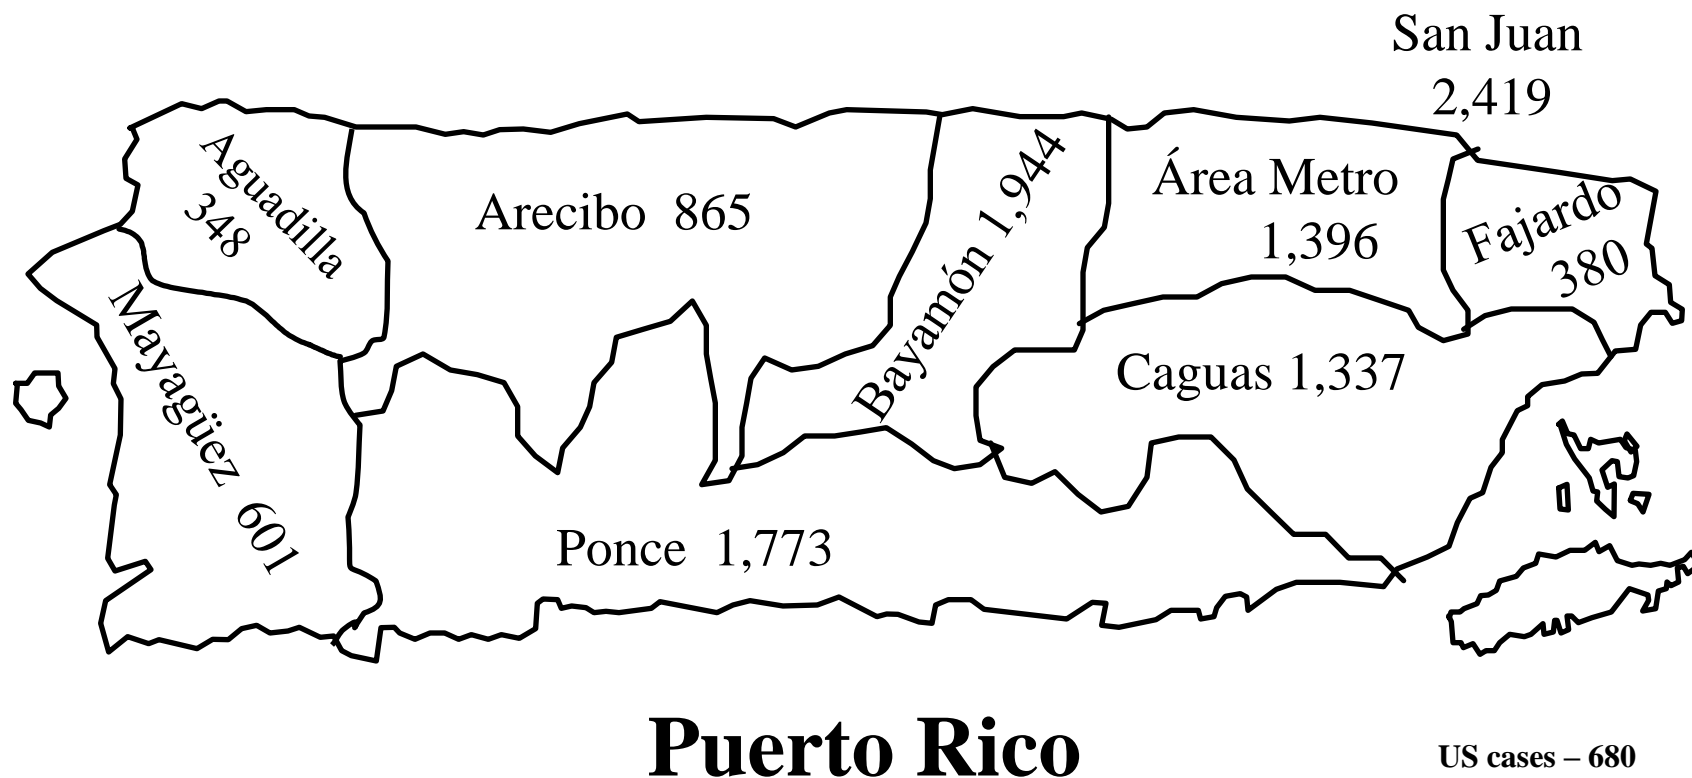 San Juan
2,419
Aguadilla
348
Arecibo  865
Bayamón 1,944
Área Metro
1,396
Fajardo
380
Mayagüez  601
Caguas 1,337
Ponce  1,773
Puerto Rico
US cases – 680